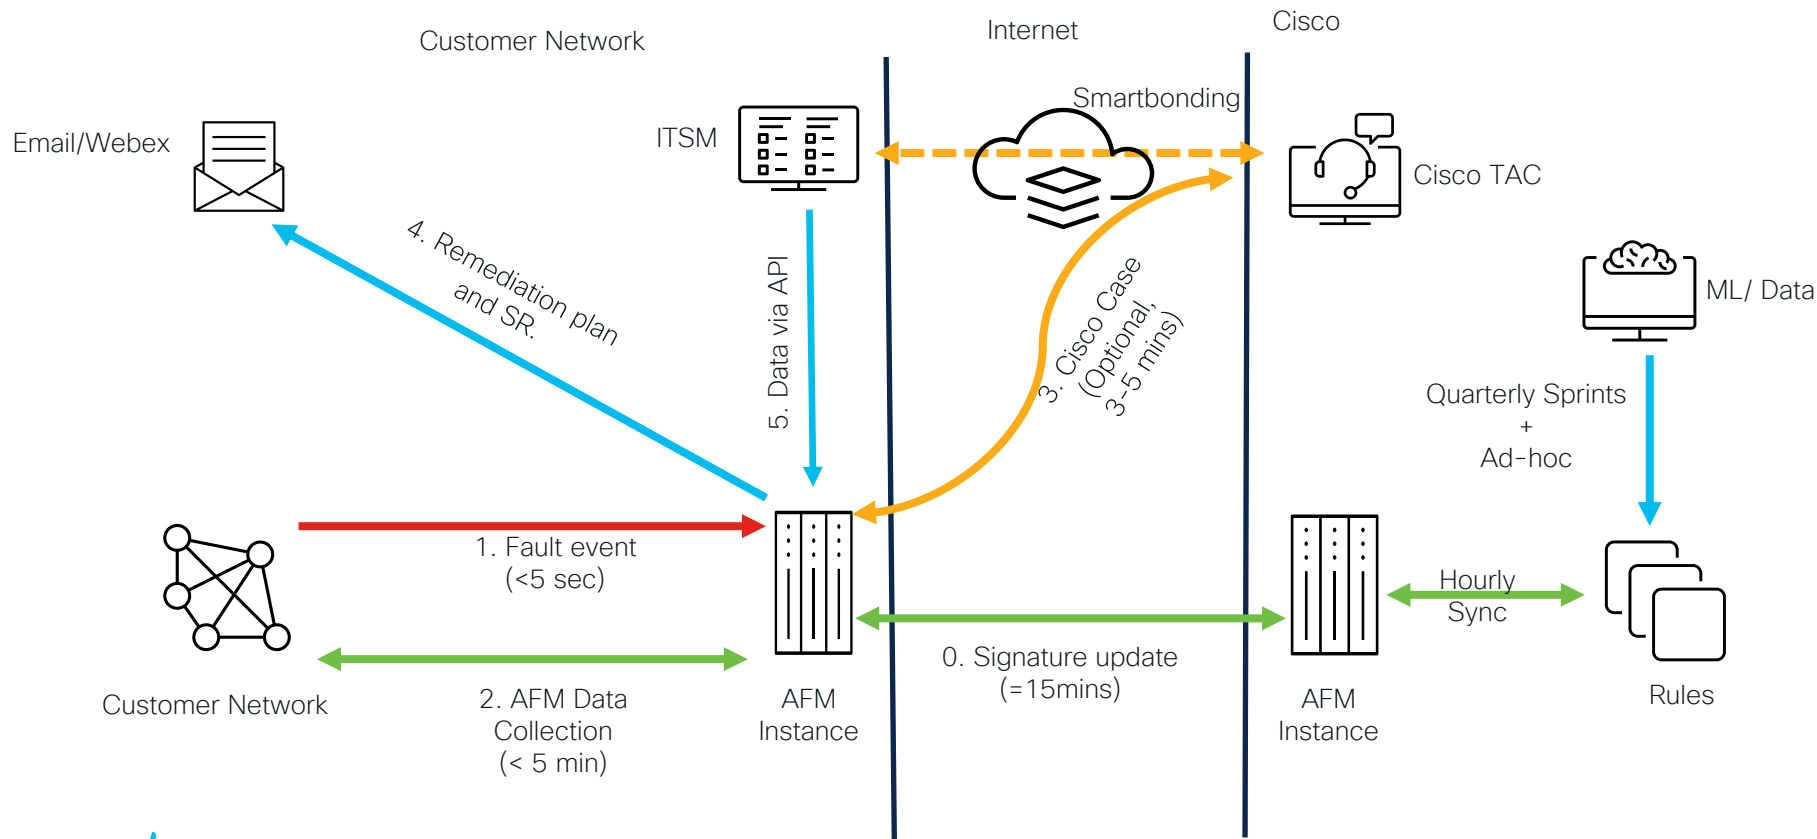 Customer Network
Internet
Cisco
Email/Webex
ITSM
Smartbonding
Cisco TAC
ML/ Data
4. Remediation plan
and SR.
5. Data via API
3. Cisco Case
(Optional,
3-5 mins)
Quarterly Sprints
+
Ad-hoc
1. Fault event
(<5 sec)
Hourly
Sync
Customer Network
2. AFM Data
Collection
(< 5 min)
AFM
Instance
0. Signature update
(=15mins)
AFM
Instance
Rules